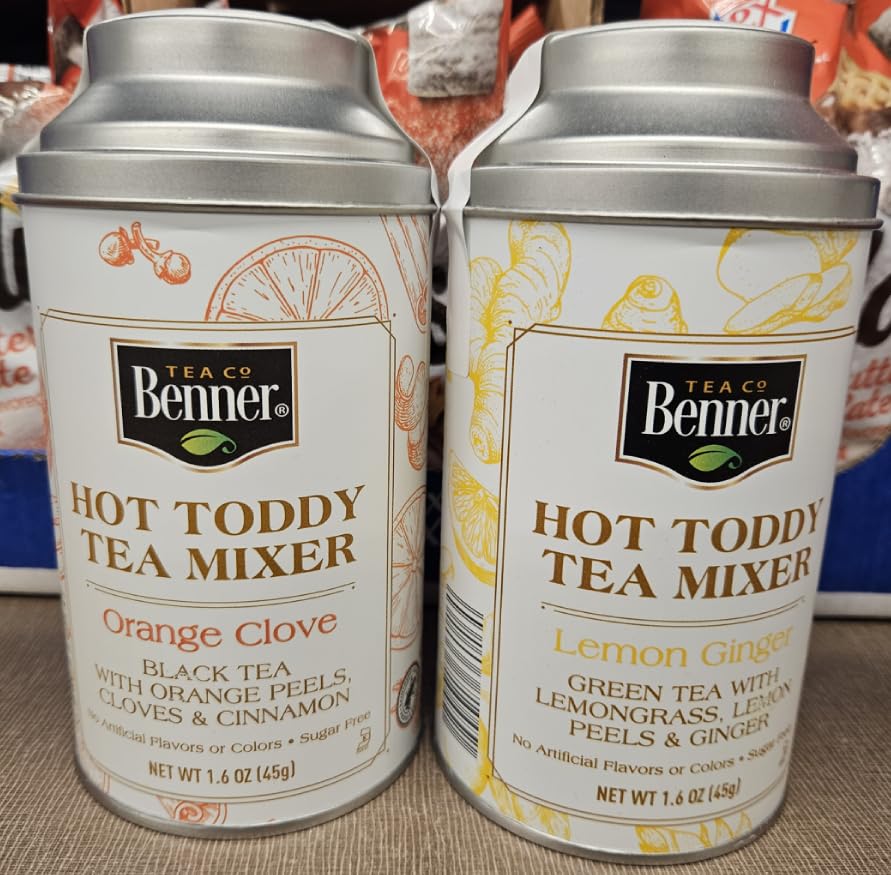 TEA CO
Benner®
HOT TODDY
TEA MIXER
Orange Clove
BLACK TEA
WITH ORANGE PEELS,
CLOVES & CINNAMON
No Artificial Flavors or Colors • Sugar Free
NET WT 1.6 OZ (45g)
TEA CO
Benner®
HOT TODDY
TEA MIXER
Lemon Ginger
GREEN TEA WITH
LEMONGRASS, LEMON
PEELS & GINGER
No Artificial Flavors or Colors • Sugar Free
NET WT 1.6 OZ (45g)